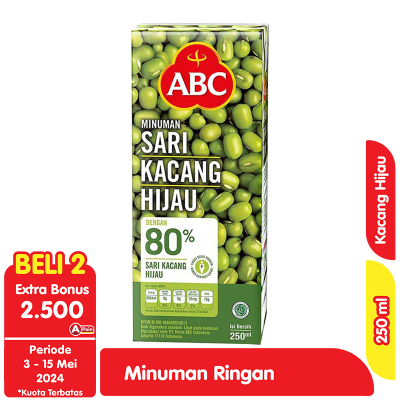 ABC
MINUMAN
SARI
KACANG
HIJAU
DENGAN
80%
SARI KACANG
HIJAU
Isi Bersih
250ml
BELI 2
Extra Bonus
2.500
A Poin
Periode
3 - 15 Mei
2024
*Kuota Terbatas
Minuman Ringan
Kacang Hijau
250 ml